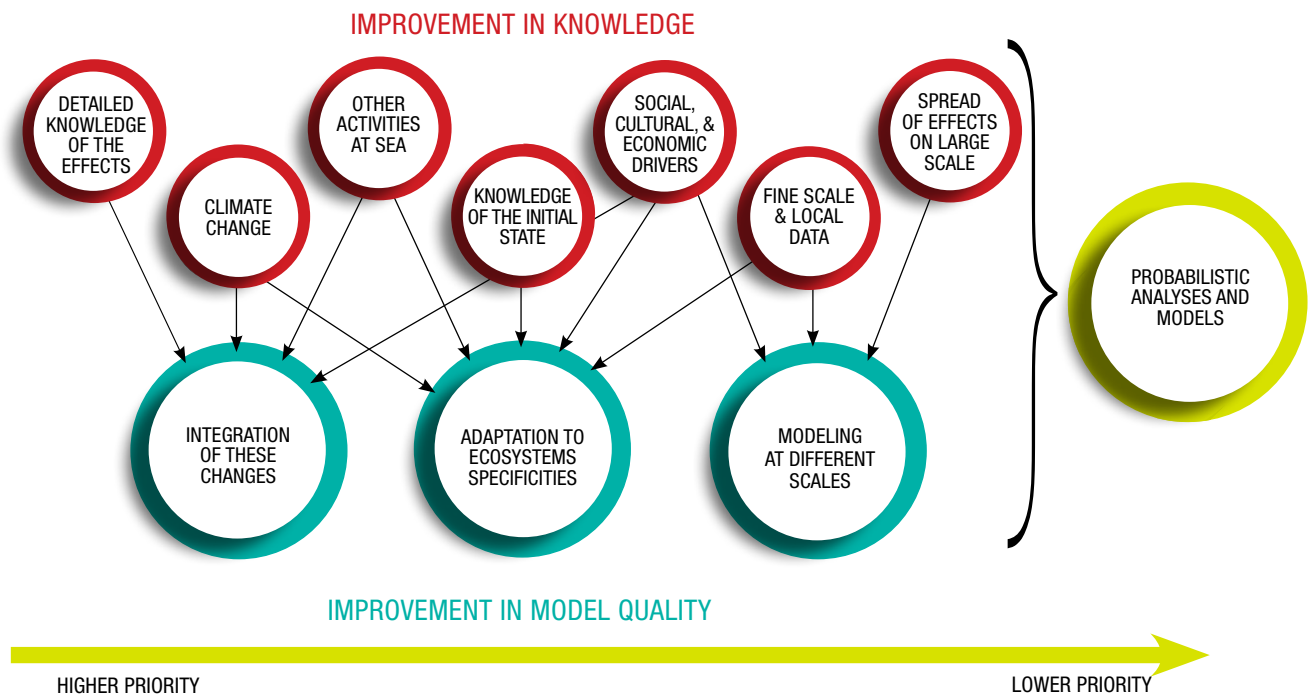 IMPROVEMENT IN KNOWLEDGE
DETAILED
KNOWLEDGE
OF THE
EFFECTS
CLIMATE
CHANGE
OTHER
ACTIVITIES
AT SEA
KNOWLEDGE
OF THE INITIAL
STATE
SOCIAL,
CULTURAL, &
ECONOMIC
DRIVERS
FINE SCALE
& LOCAL
DATA
SPREAD
OF EFFECTS
ON LARGE
SCALE
PROBABILISTIC
ANALYSES AND
MODELS
INTEGRATION
OF THESE
CHANGES
ADAPTATION TO
ECOSYSTEMS
SPECIFICITIES
MODELING
AT DIFFERENT
SCALES
IMPROVEMENT IN MODEL QUALITY
HIGHER PRIORITY
LOWER PRIORITY